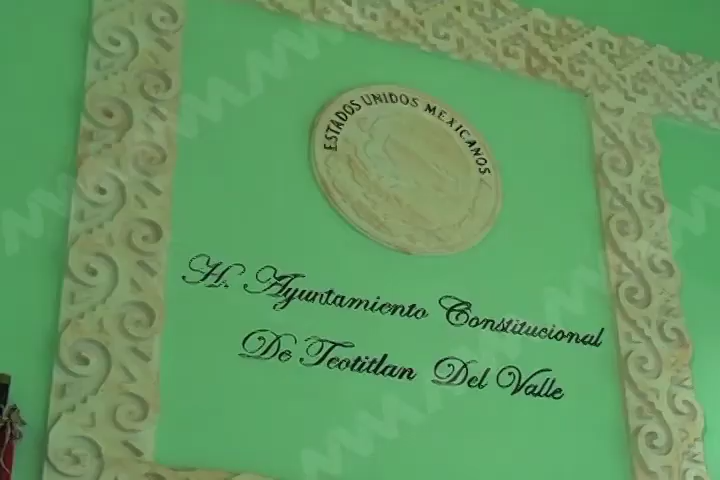 ESTADOS UNIDOS MEXICANOS
H. Ayuntamiento Constitucional
De Teotitlan Del Valle